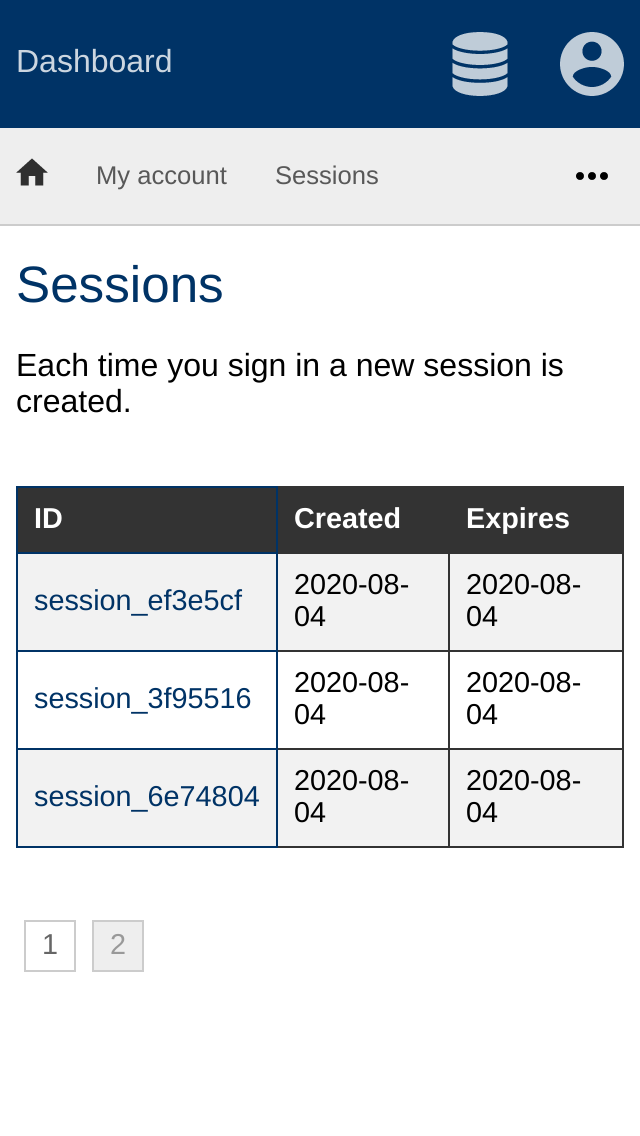 Dashboard
My account Sessions
Sessions
Each time you sign in a new session is
created.
ID Created Expires
session_ef3e5cf 2020-08-04 2020-08-04
session_3f95516 2020-08-04 2020-08-04
session_6e74804 2020-08-04 2020-08-04
1 2